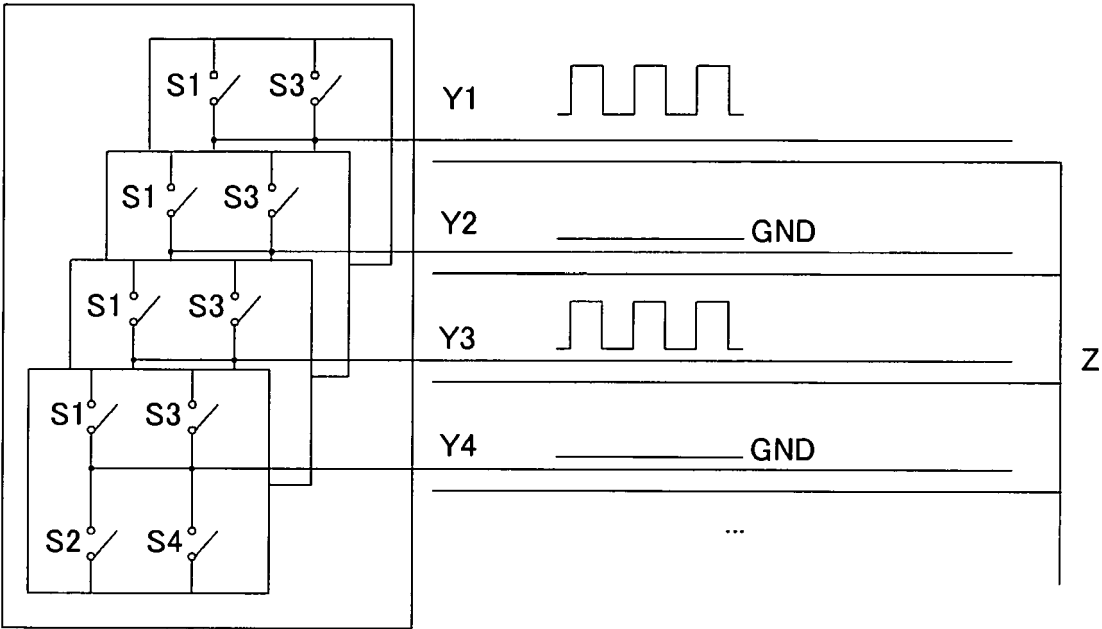 S1 S3 Y1
S1 S3 Y2 GND
S1 S3 Y3
Z
S1 S3 Y4 GND
S2 S4 ...